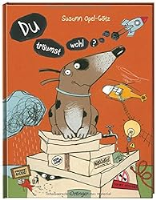 Susann Opel-Götz
Du
träumst
wohl?
Oetinger